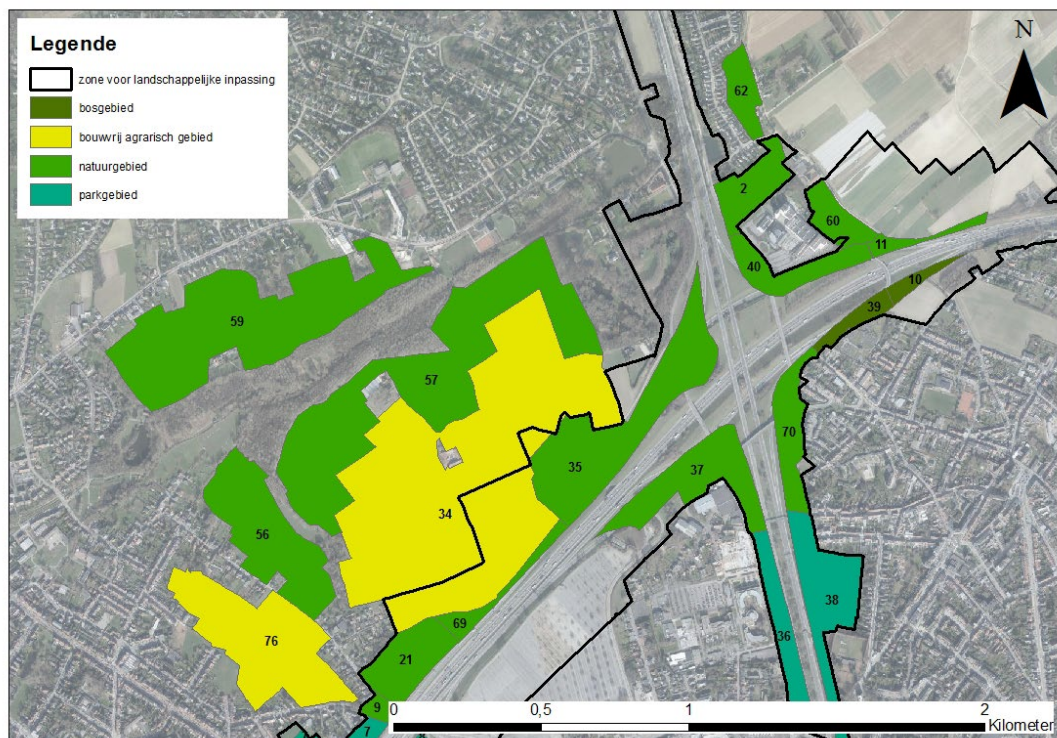 Legende
zone voor landschappelijke inpassing
bosgebied
bouwrij agrarisch gebied
natuurgebied
parkgebied
N
62
2
60
11
40
10
39
59
57
70
35
37
34
56
38
69
36
76
21
9
7
0 0,5 1 2
Kilometer